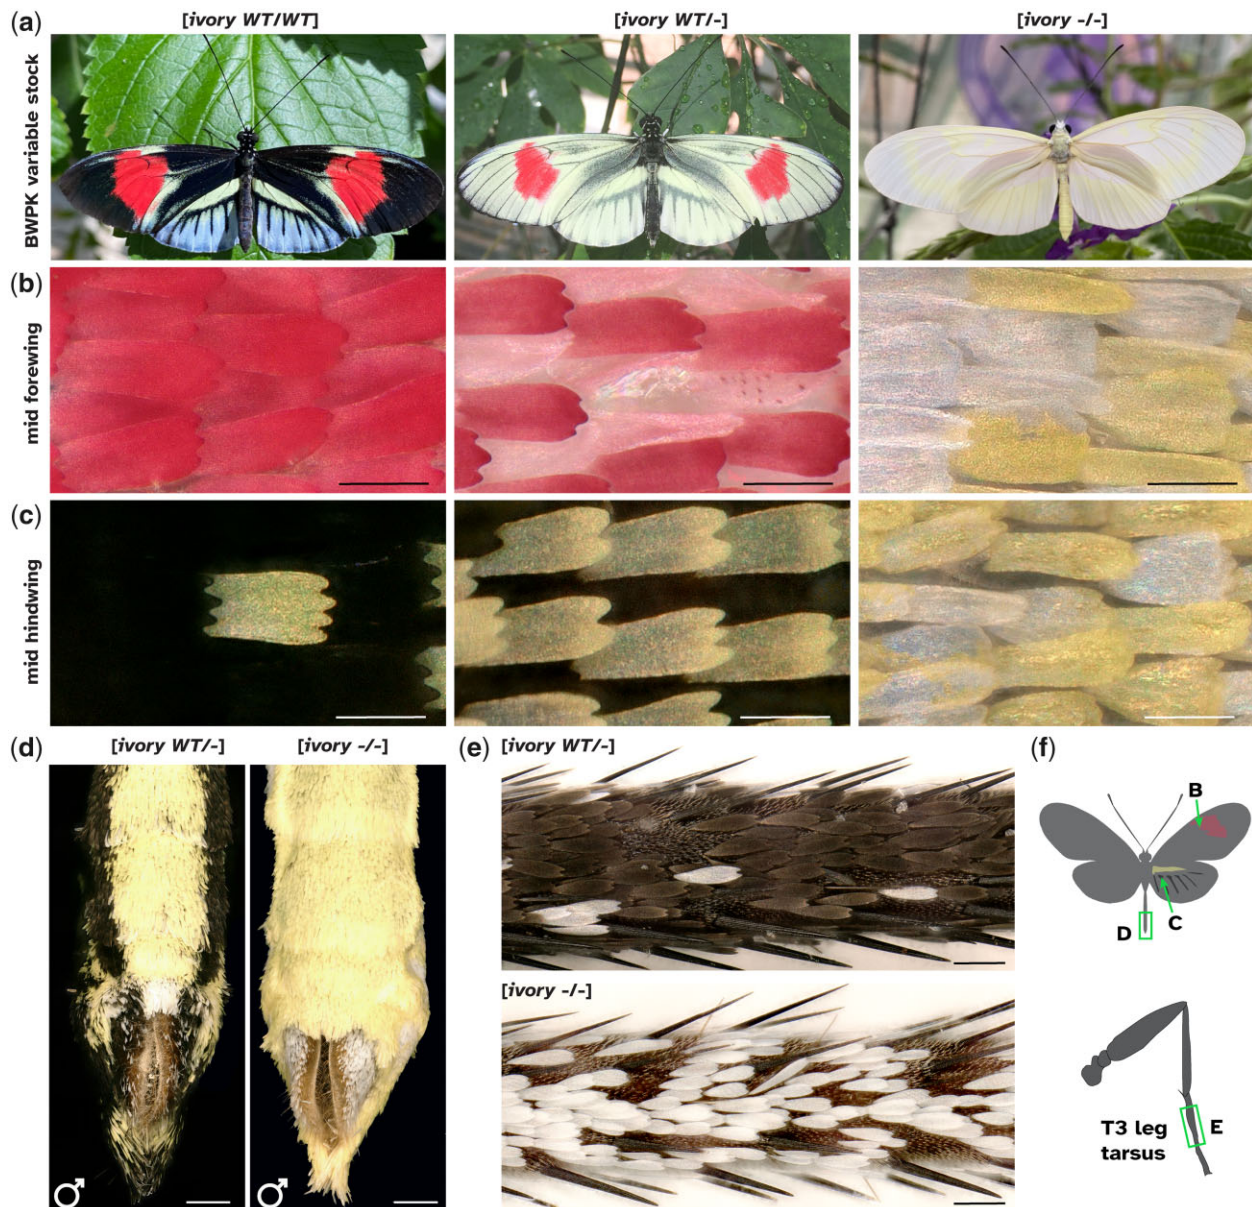 (a)
[ivory WT/WT]
[ivory WT/-]
[ivory -/-]
BWPK variable stock
(b)
mid forewing
(c)
mid hindwing
(d)
[ivory WT/-]
[ivory -/-]
♂
♂
(e)
[ivory WT/-]
[ivory -/-]
(f)
B
C
D
T3 leg
tarsus
E